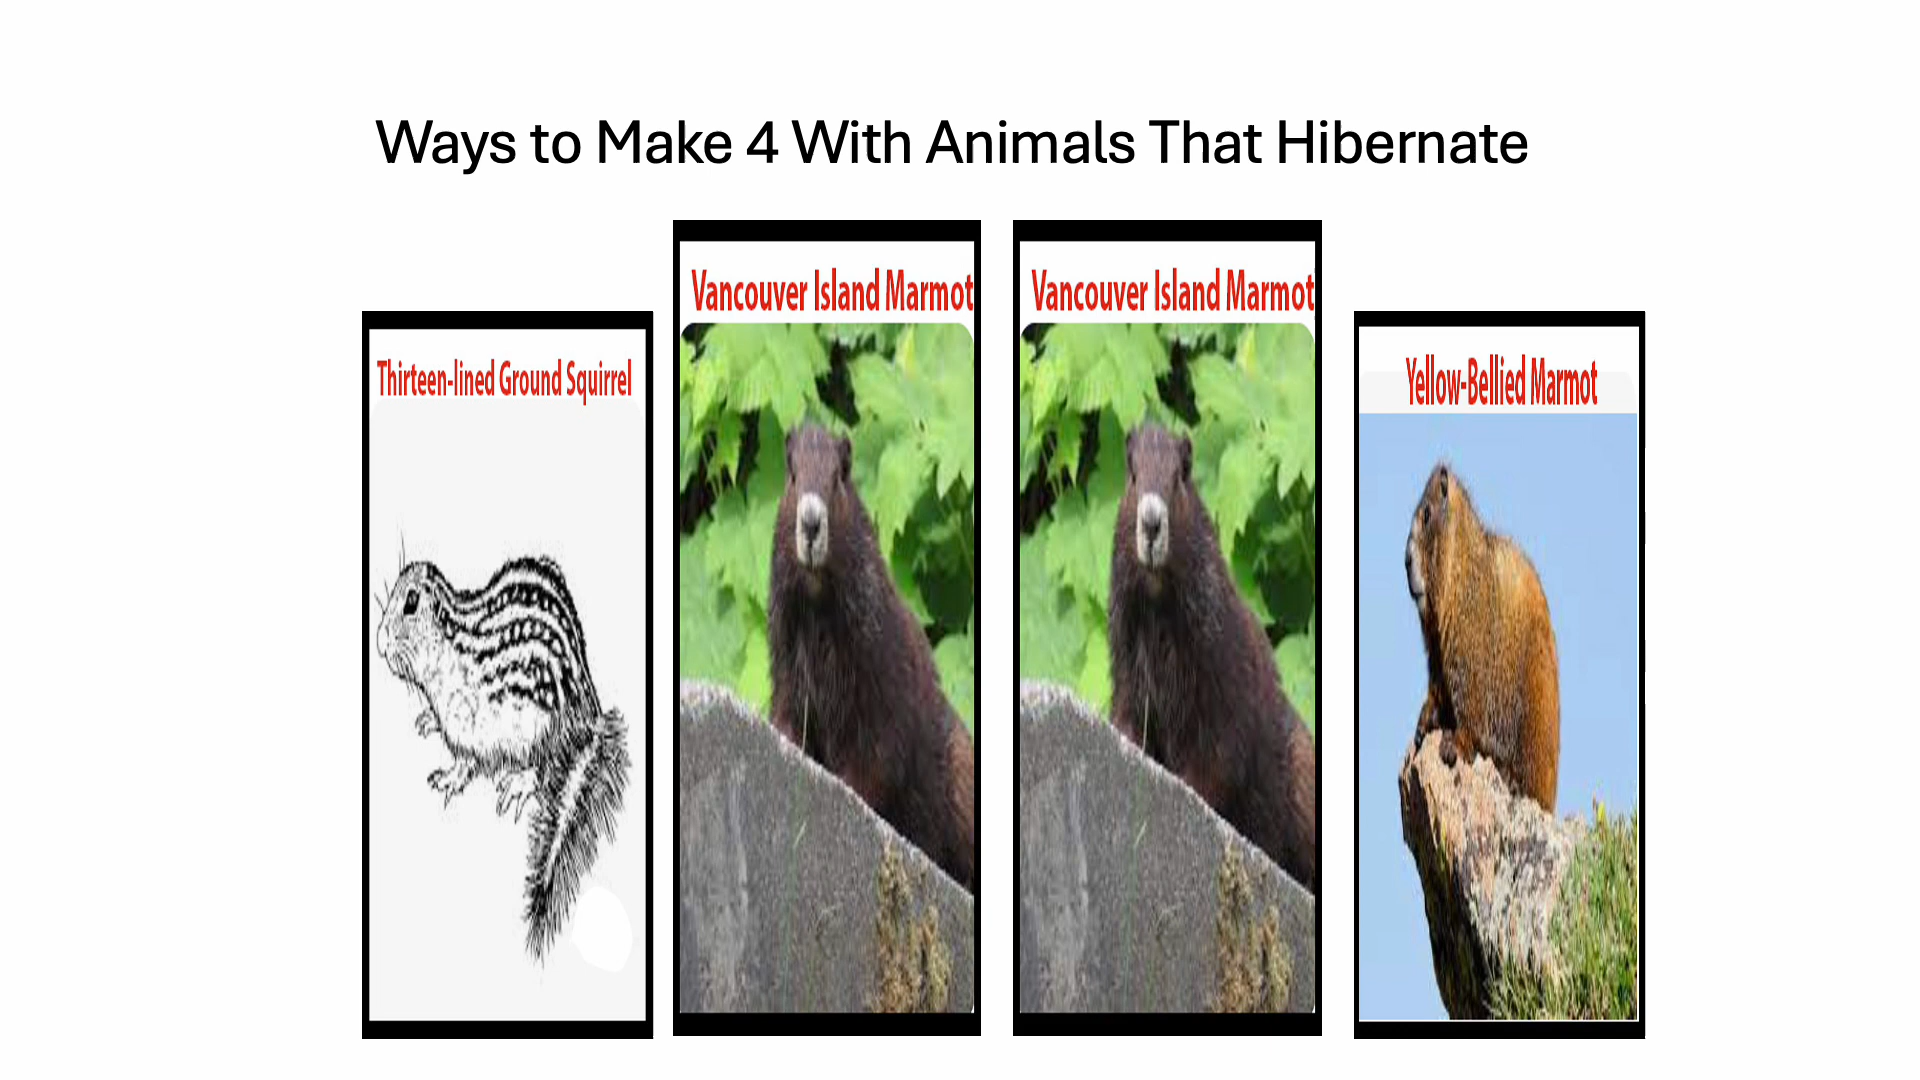 Ways to Make 4 With Animals That Hibernate
Thirteen-lined Ground Squirrel
Vancouver Island Marmot
Vancouver Island Marmot
Yellow-Bellied Marmot